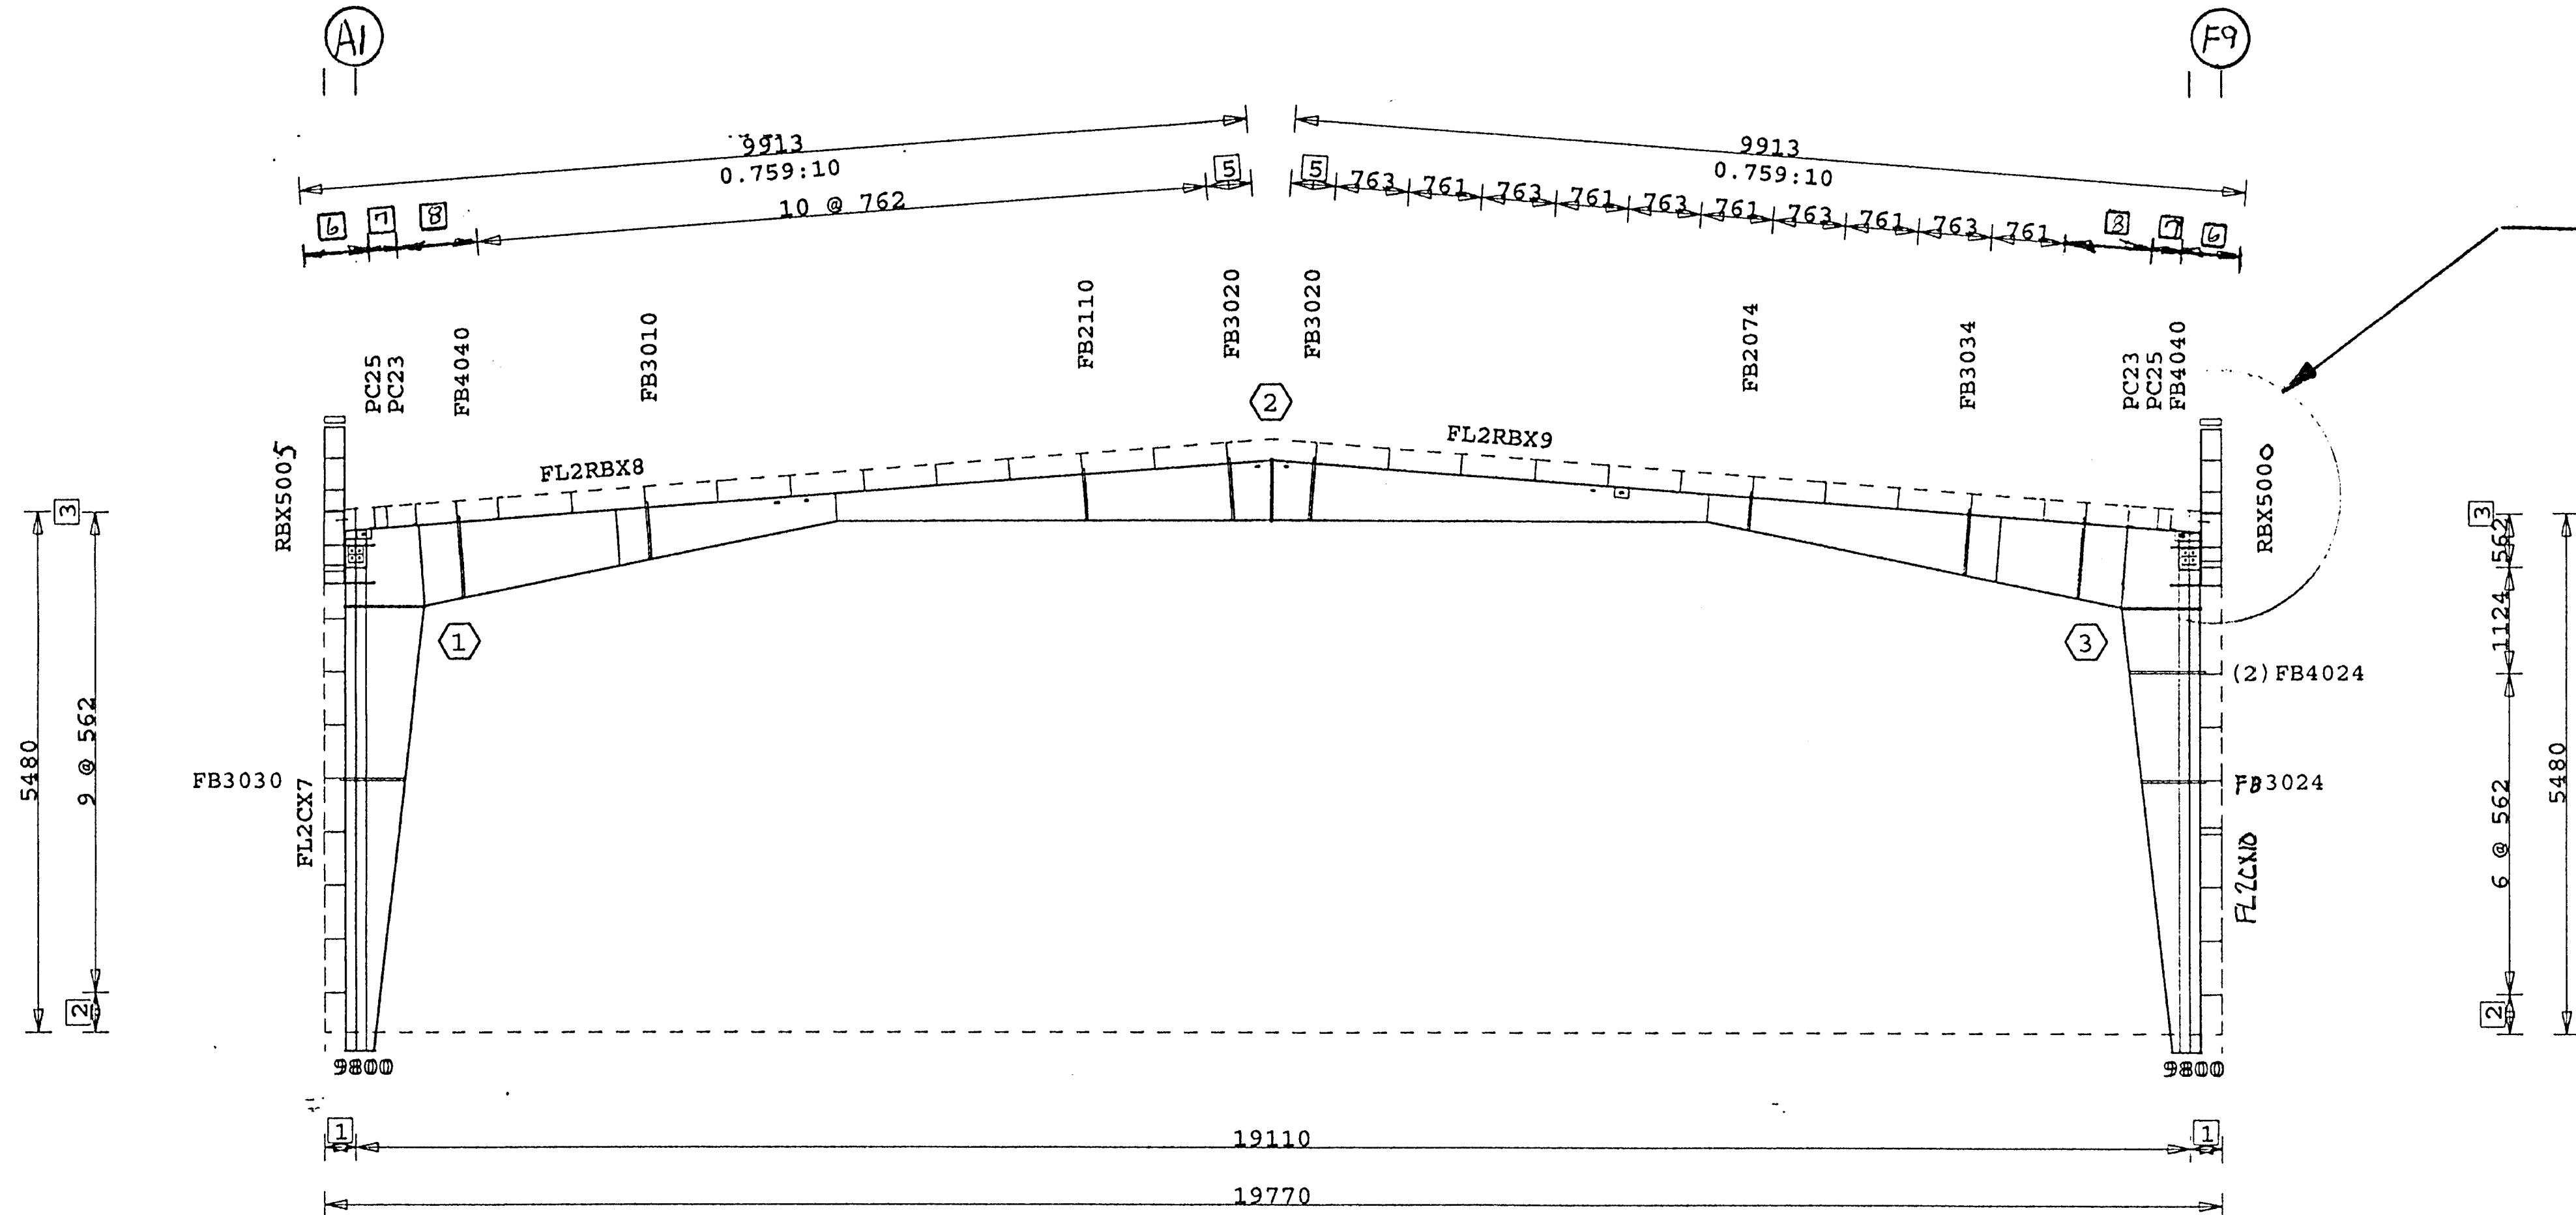 A1
F9
9913
0.759:10
5
5
9913
0.759:10
6
7
8
10 @ 762
763
761
763
761
763
761
763
761
763
761
8
7
6
PC25
PC23
FB4040
FB3010
FB2110
FB3020
FB3020
FB2074
FB3034
PC23
PC25
FB4040
2
RBX5005
FL2RBX8
FL2RBX9
RBX5000
3
3
562
1
3
1124
(2)FB4024
5480
9 @ 562
FB3030
FL2CX7
FB3024
FL2CX10
6 @ 562
5480
2
2
9800
9800
1
19110
1
19770